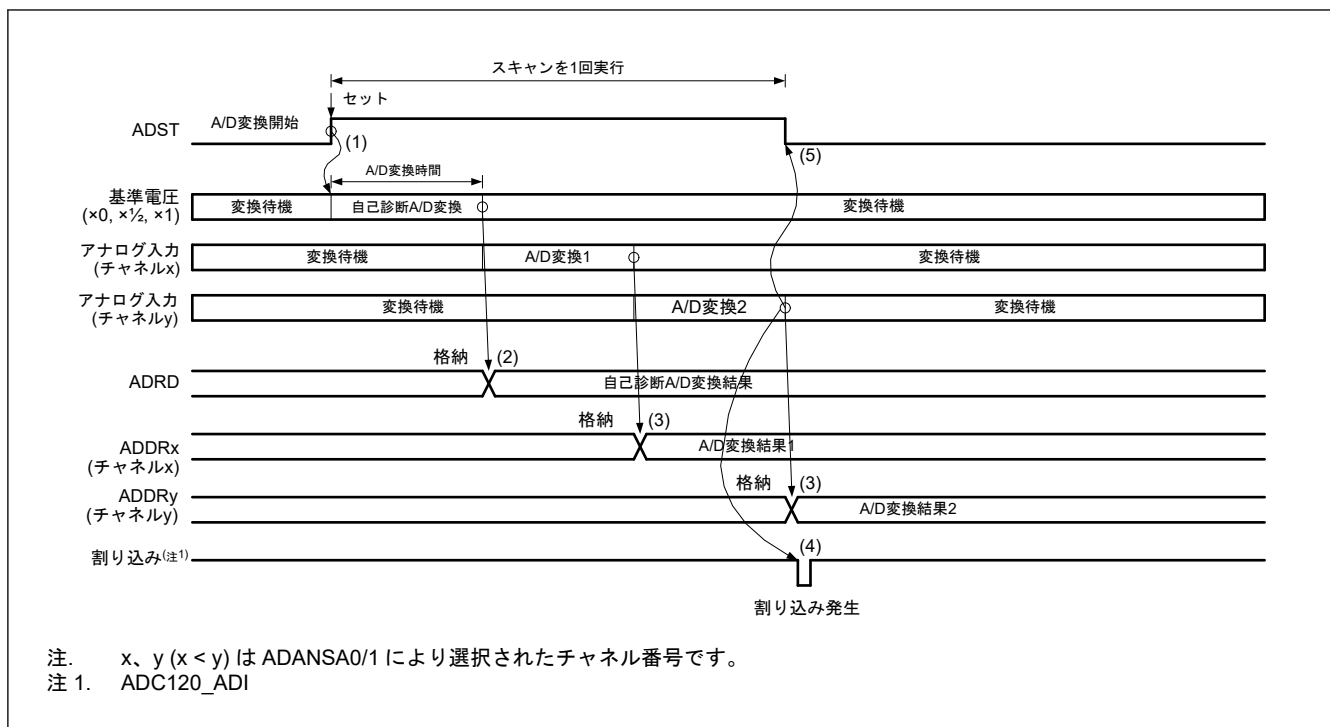 スキャンを1回実行
セット
ADST
A/D変換開始
(1)
(5)
A/D変換時間
基準電圧
(×0, ×½, ×1)
変換待機
自己診断A/D変換
変換待機
アナログ入力
(チャネルx)
変換待機
A/D変換1
変換待機
アナログ入力
(チャネルy)
変換待機
A/D変換2
変換待機
格納
(2)
ADRD
自己診断A/D変換結果
格納
(3)
ADDRx
(チャネルx)
A/D変換結果1
格納
(3)
ADDRy
(チャネルy)
A/D変換結果2
割り込み(注1)
(4)
割り込み発生
注. x、y (x < y) は ADANSA0/1 により選択されたチャネル番号です。
注 1. ADC120_ADI